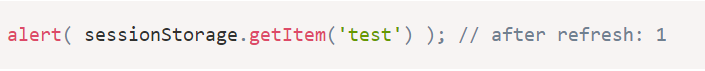 alert( sessionStorage.getItem('test') ); // after refresh: 1